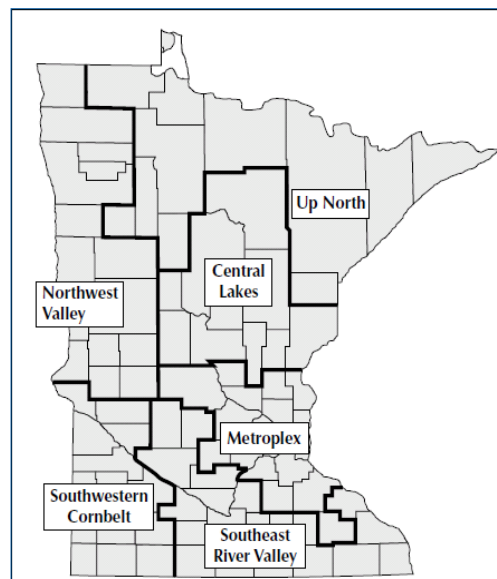 Up North
Central
Lakes
Northwest
Valley
Metroplex
Southwestern
Cornbelt
Southeast
River Valley